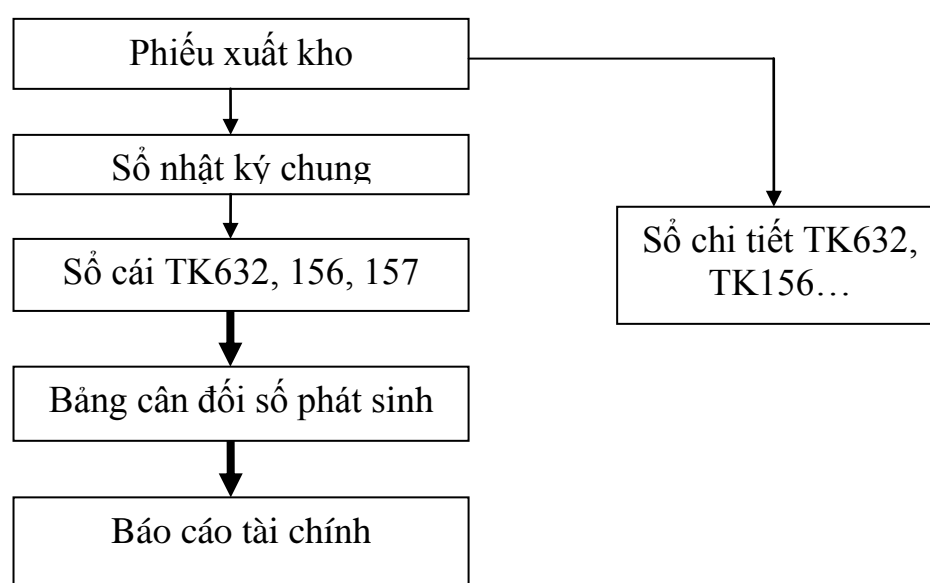 Phiếu xuất kho
Sổ nhật ký chung
Sổ chi tiết TK632,
TK156…
Sổ cái TK632, 156, 157
Bảng cân đối số phát sinh
Báo cáo tài chính